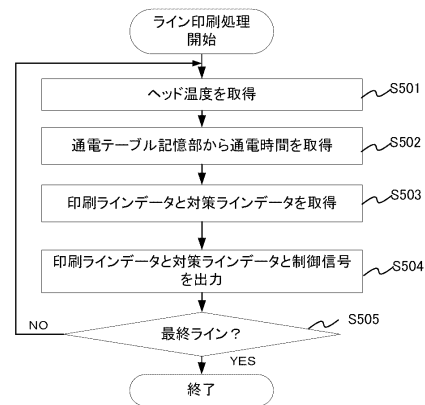 ライン印刷処理
開始
ヘッド温度を取得
S501
通電テーブル記憶部から通電時間を取得
S502
印刷ラインデータと対策ラインデータを取得
S503
印刷ラインデータと対策ラインデータと制御信号
を出力
S504
最終ライン？
S505
NO
YES
終了